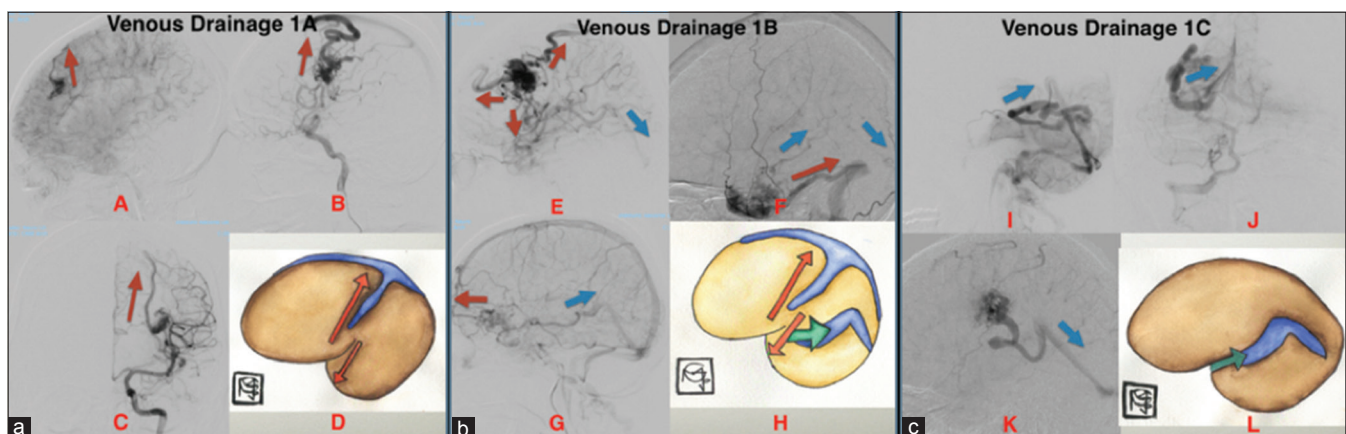 Venous Drainage 1A
A
B
C
D
a
Venous Drainage 1B
E
F
G
H
b
Venous Drainage 1C
I
J
K
L
c